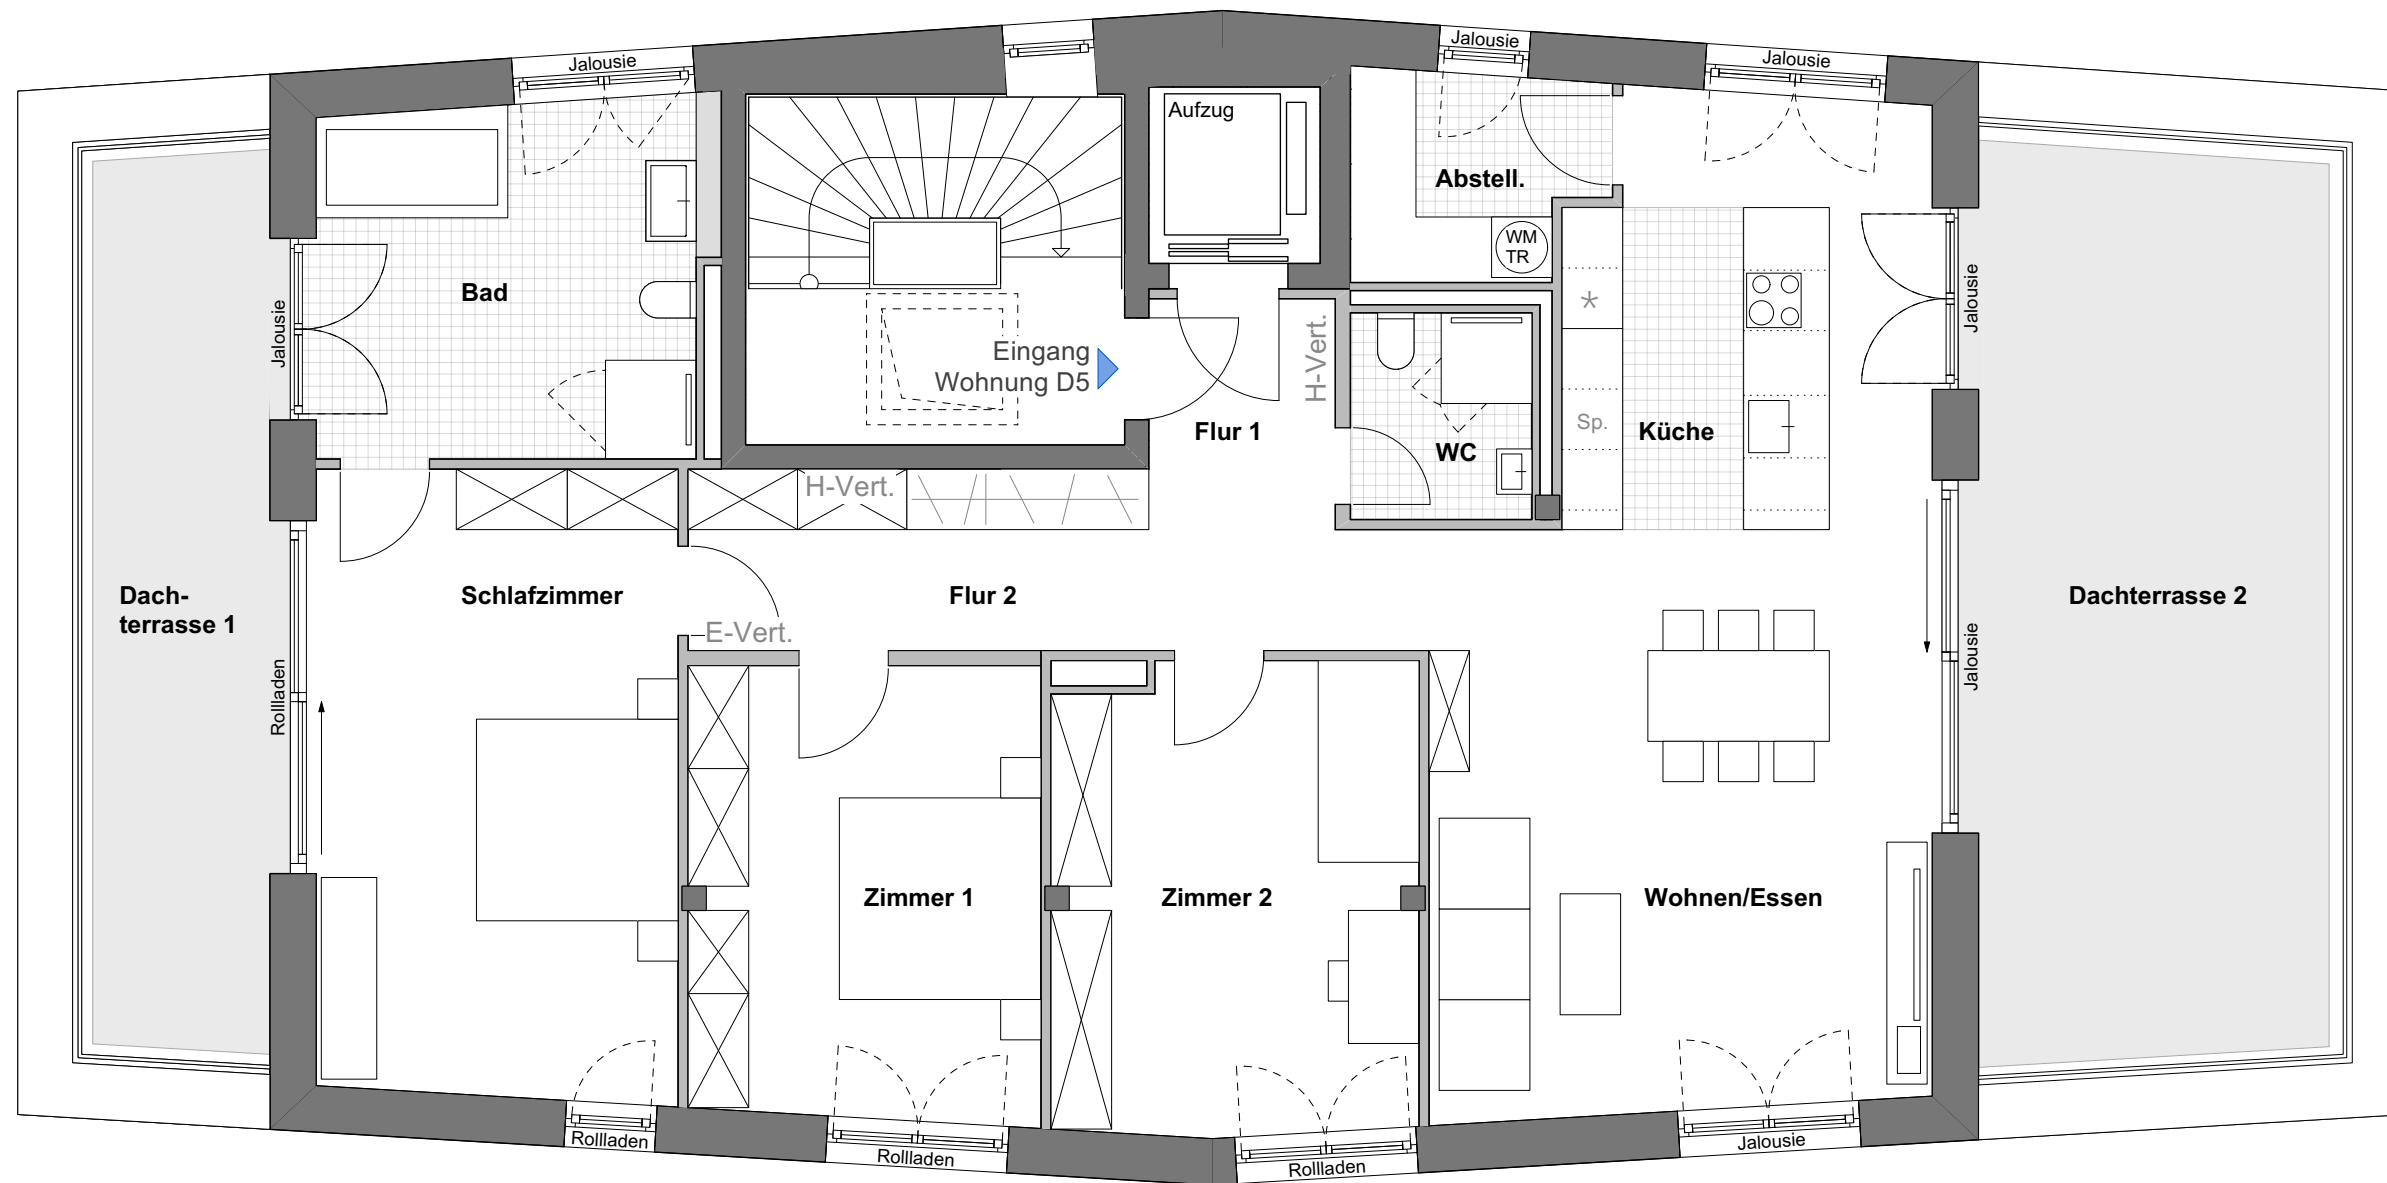 Jalousie
Jalousie
Jalousie
Aufzug
Abstell.
WM
TR
Bad
Jalousie
Jalousie
Eingang
Wohnung D5
H-Vert.
*
Flur 1
WC
Sp.
Küche
H-Vert.
Dach-
terrasse 1
Schlafzimmer
Flur 2
Dachterrasse 2
E-Vert.
Jalousie
Rollladen
Zimmer 1
Zimmer 2
Wohnen/Essen
Rollladen
Rollladen
Rollladen
Jalousie